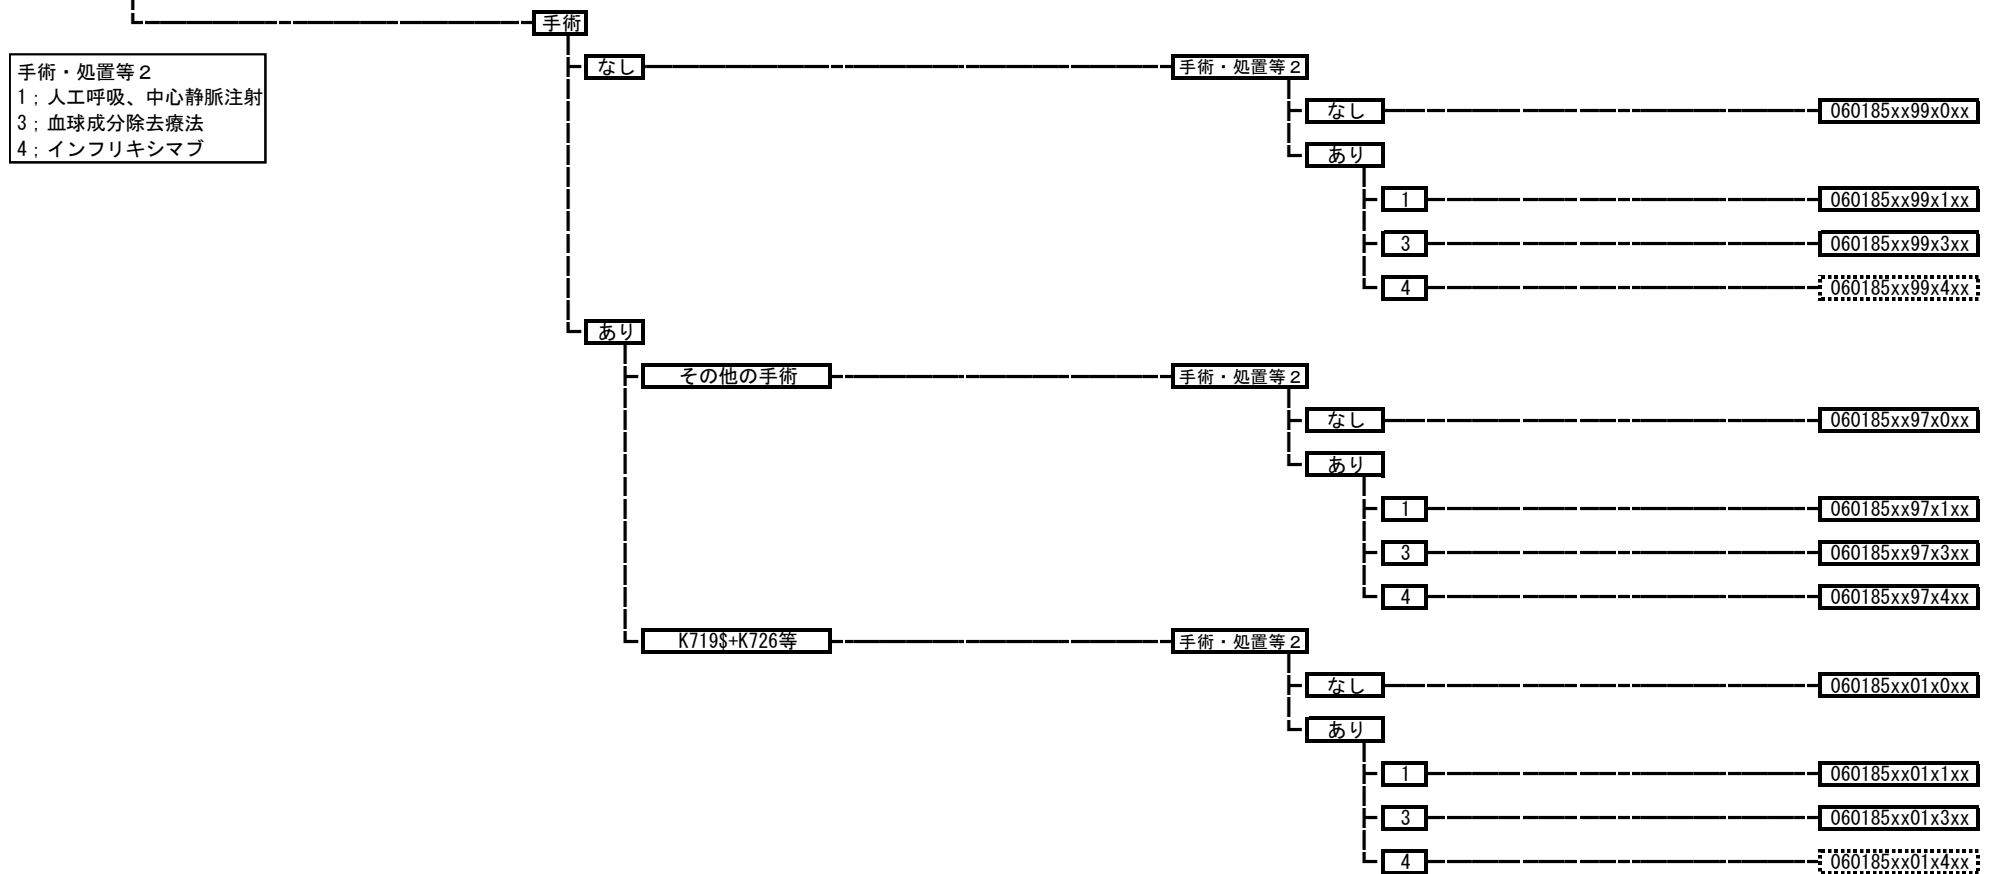 手術
手術・処置等2
1；人工呼吸、中心静脈注射
3；血球成分除去療法
4；インフリキシマブ
なし 手術・処置等2
なし 060185xx99x0xx
あり
1 060185xx99x1xx
3 060185xx99x3xx
4 060185xx99x4xx
あり
その他の手術 手術・処置等2
なし 060185xx97x0xx
あり
1 060185xx97x1xx
3 060185xx97x3xx
4 060185xx97x4xx
K719$+K726等 手術・処置等2
なし 060185xx01x0xx
あり
1 060185xx01x1xx
3 060185xx01x3xx
4 060185xx01x4xx